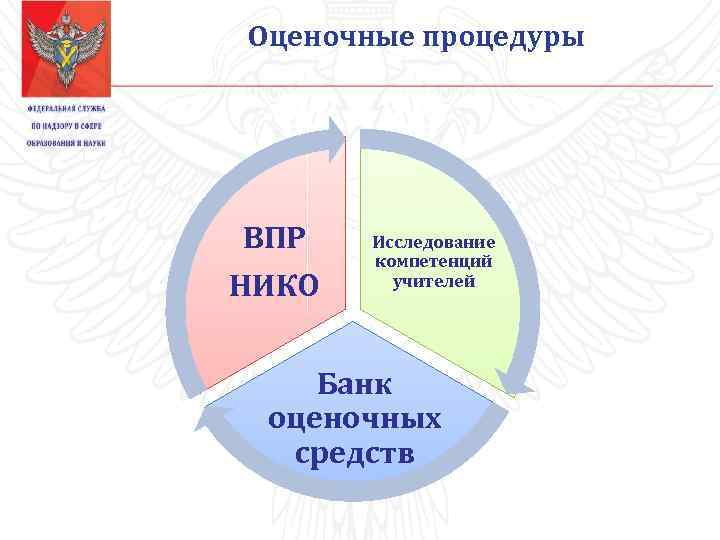 Оценочные процедуры
ФЕДЕРАЛЬНАЯ СЛУЖБА
ПО НАДЗОРУ В СФЕРЕ
ОБРАЗОВАНИЯ И НАУКИ
ВПР
НИКО
Исследование
компетенций
учителей
Банк
оценочных
средств